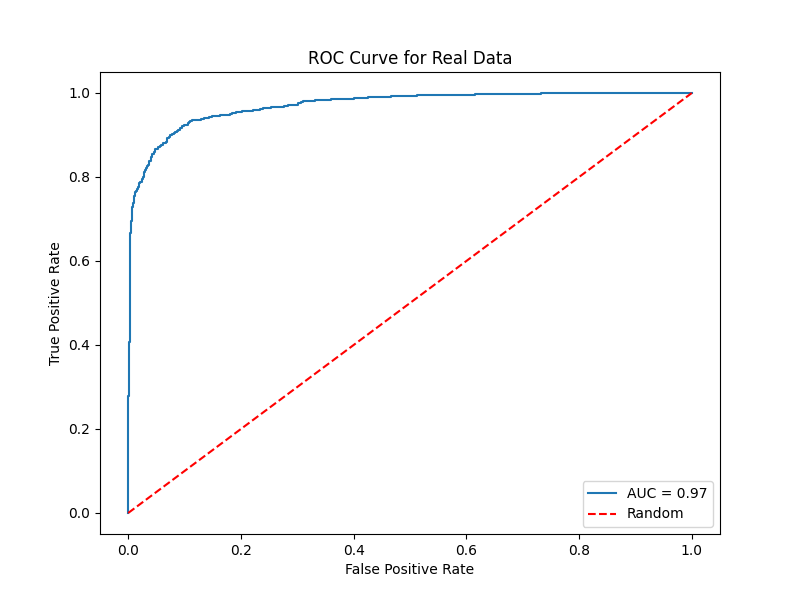 ROC Curve for Real Data
True Positive Rate
1.0
0.8
0.6
0.4
0.2
0.0
0.0 0.2 0.4 0.6 0.8 1.0
False Positive Rate
AUC = 0.97
Random